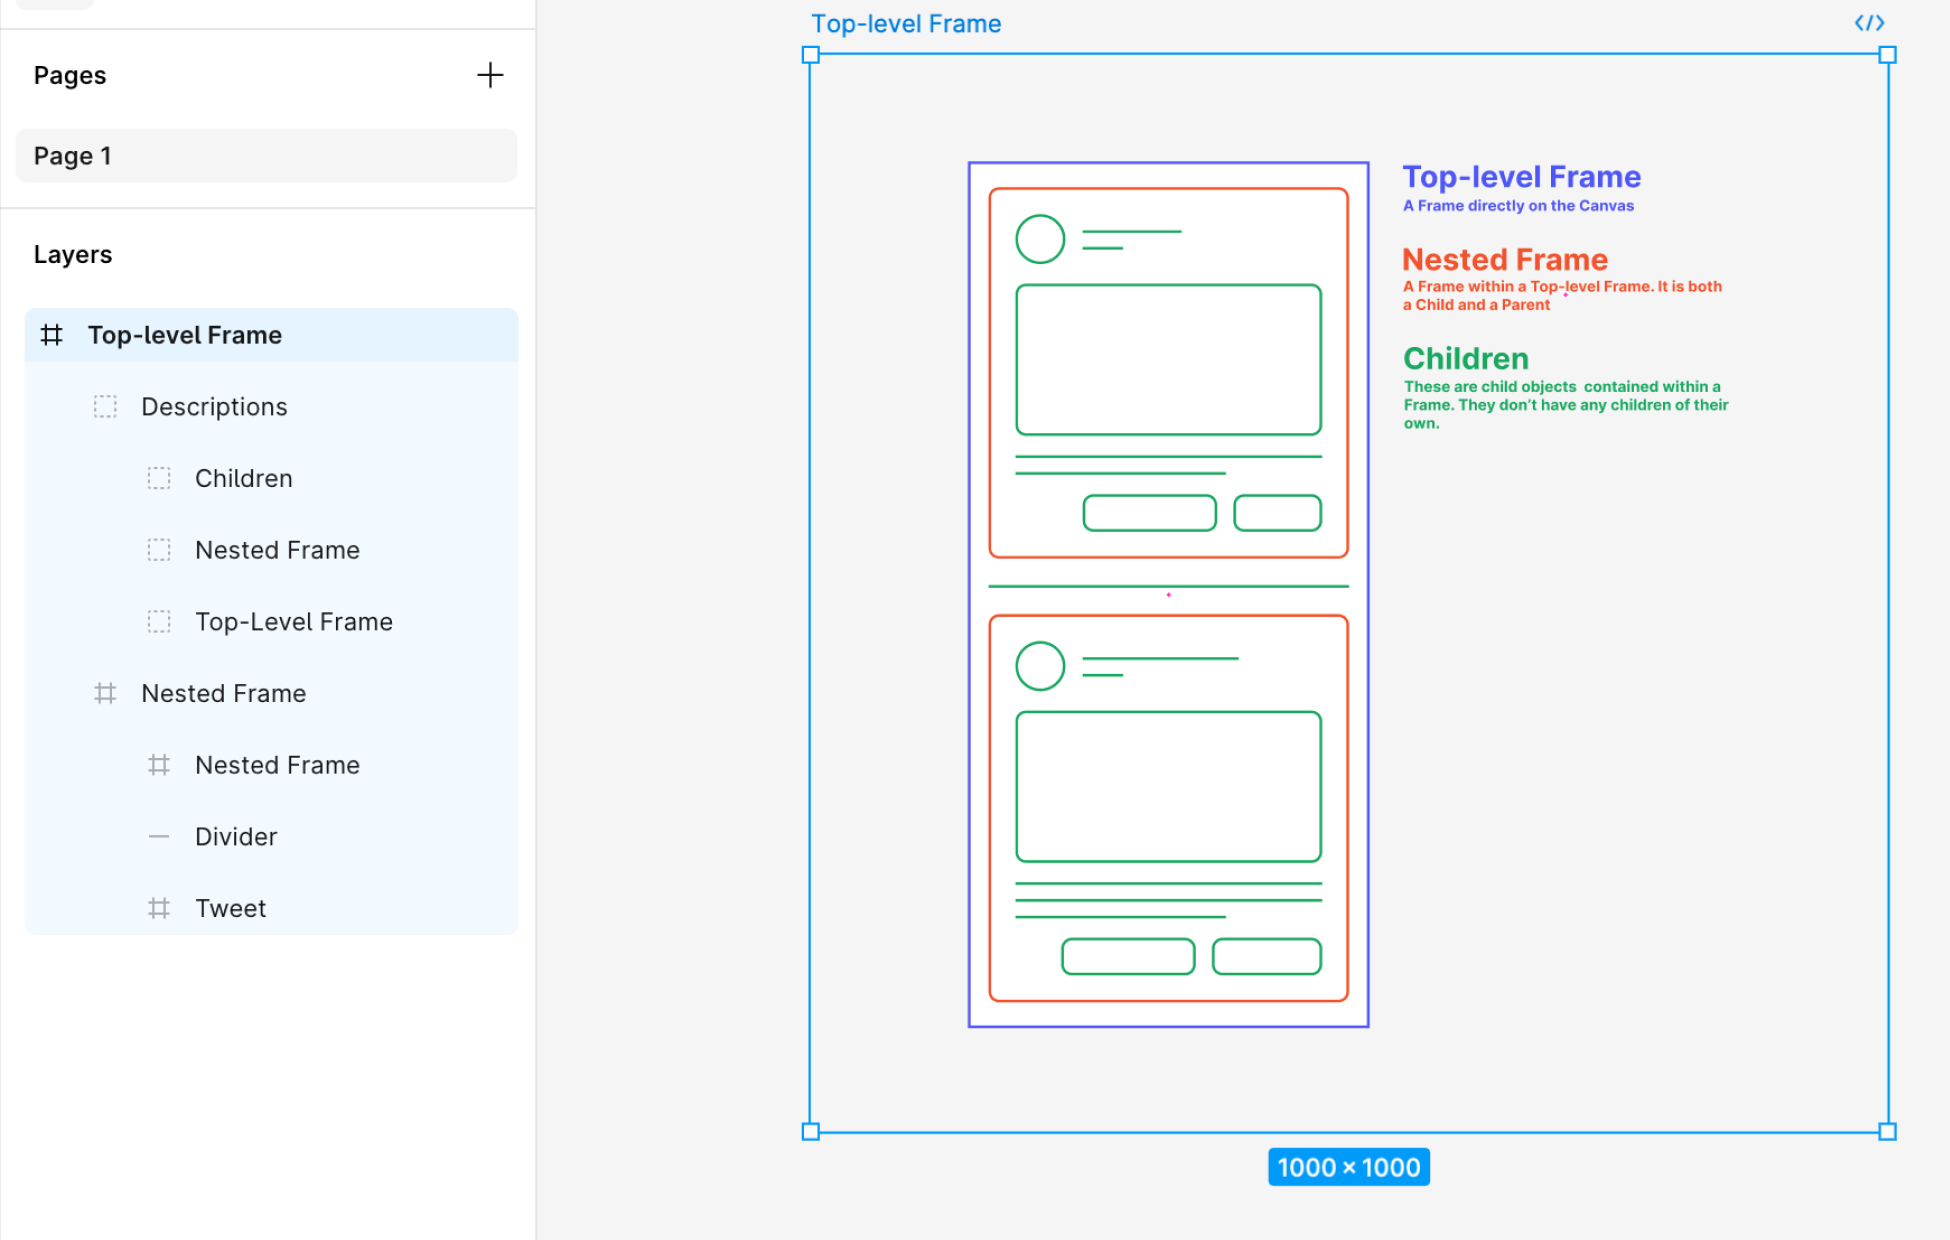 Pages
Page 1
Layers
Top-level Frame
Descriptions
Children
Nested Frame
Top-Level Frame
Nested Frame
Nested Frame
Divider
Tweet
Top-level Frame
Top-level Frame
A Frame directly on the Canvas
Nested Frame
A Frame within a Top-level Frame. It is both
a Child and a Parent
Children
These are child objects  contained within a
Frame. They don't have any children of their
own.
1000 × 1000